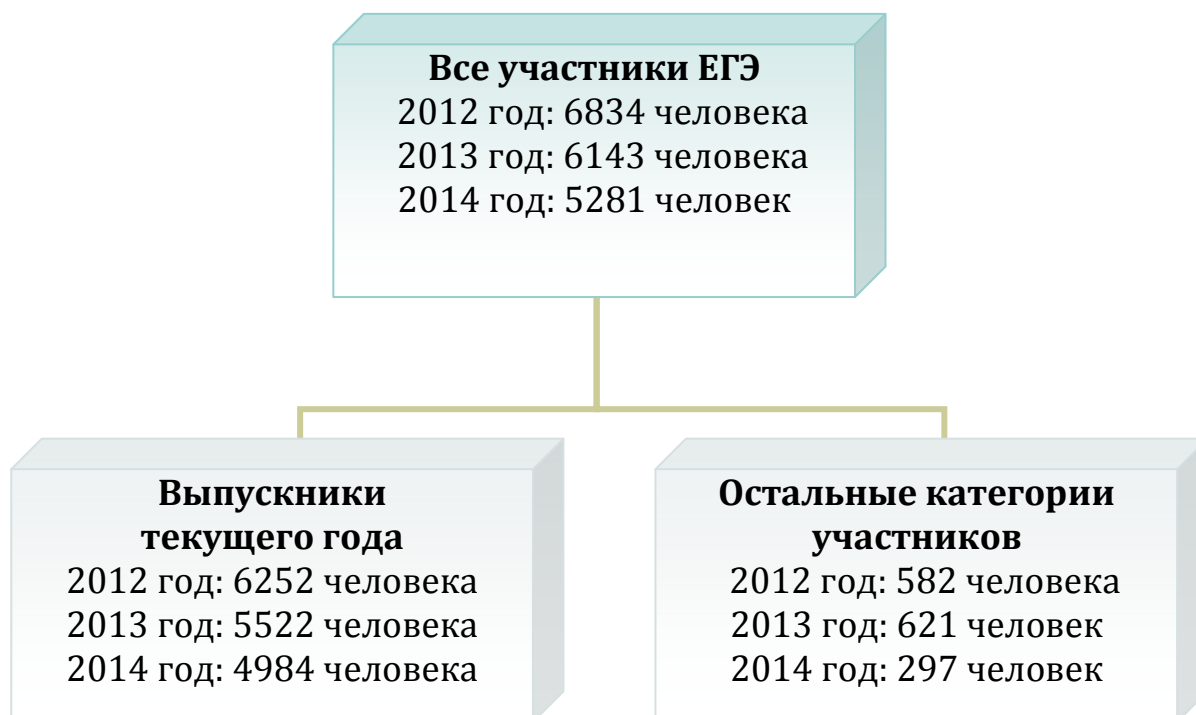 Все участники ЕГЭ
2012 год: 6834 человека
2013 год: 6143 человека
2014 год: 5281 человек
Выпускники
текущего года
2012 год: 6252 человека
2013 год: 5522 человека
2014 год: 4984 человека
Остальные категории
участников
2012 год: 582 человека
2013 год: 621 человек
2014 год: 297 человек